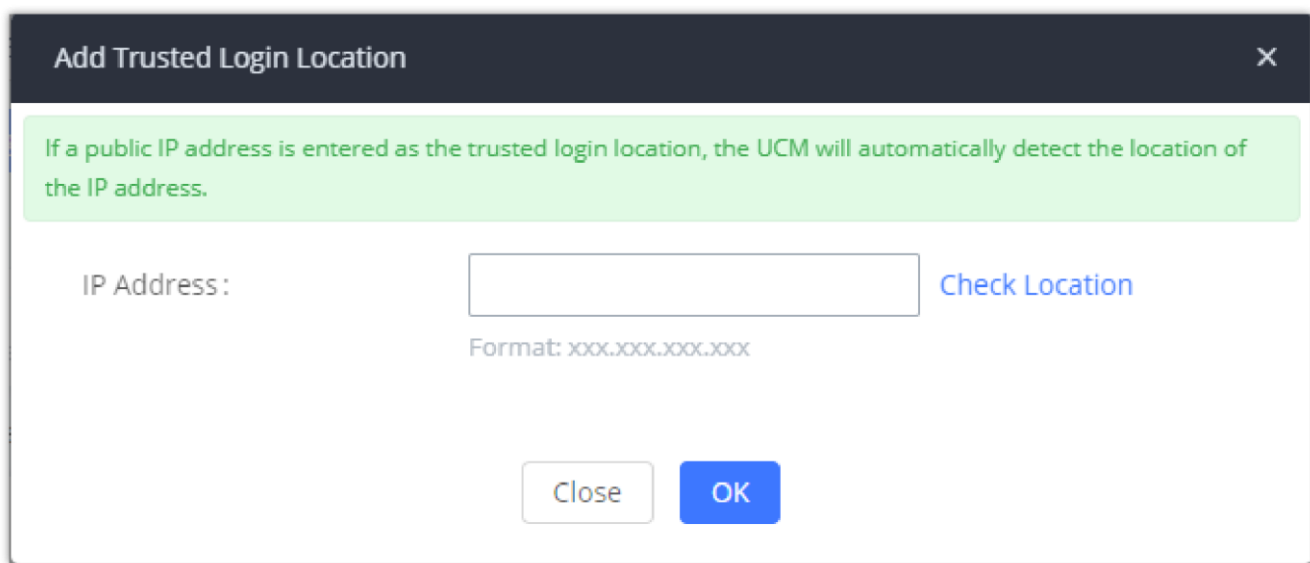 Add Trusted Login Location
If a public IP address is entered as the trusted login location, the UCM will automatically detect the location of
the IP address.
IP Address: Check Location
Format: xxx.xxx.xxx.xxx
Close OK